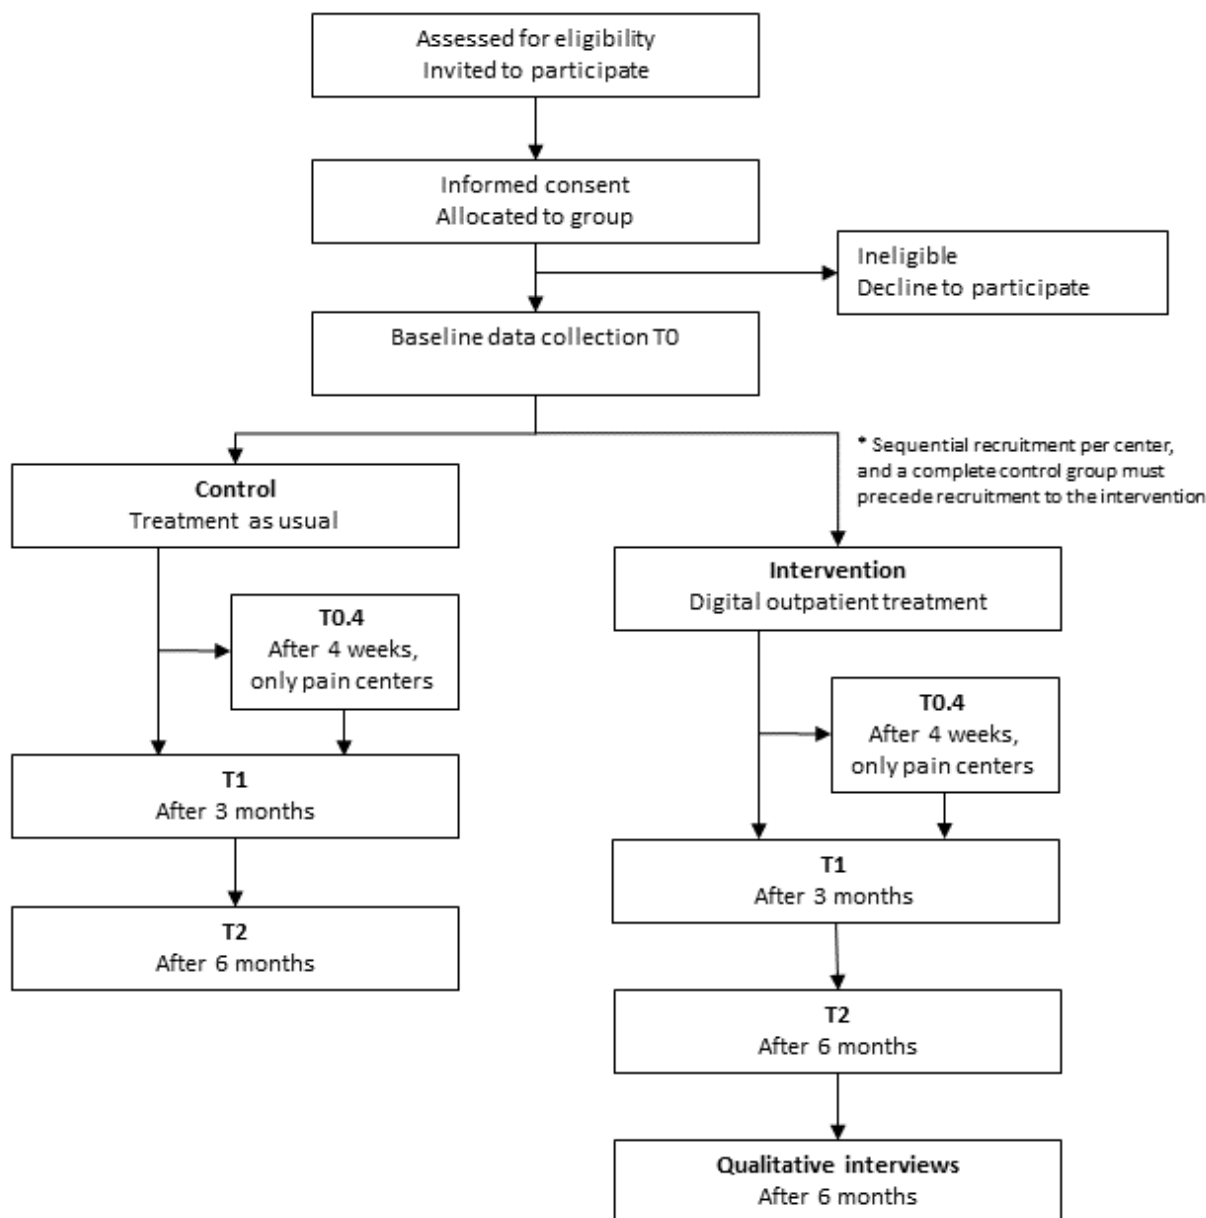 Assessed for eligibility
Invited to participate
Informed consent
Allocated to group
Ineligible
Decline to participate
Baseline data collection T0
* Sequential recruitment per center,
and a complete control group must
precede recruitment to the intervention
Control
Treatment as usual
Intervention
Digital outpatient treatment
T0.4
After 4 weeks,
only pain centers
T0.4
After 4 weeks,
only pain centers
T1
After 3 months
T1
After 3 months
T2
After 6 months
T2
After 6 months
Qualitative interviews
After 6 months